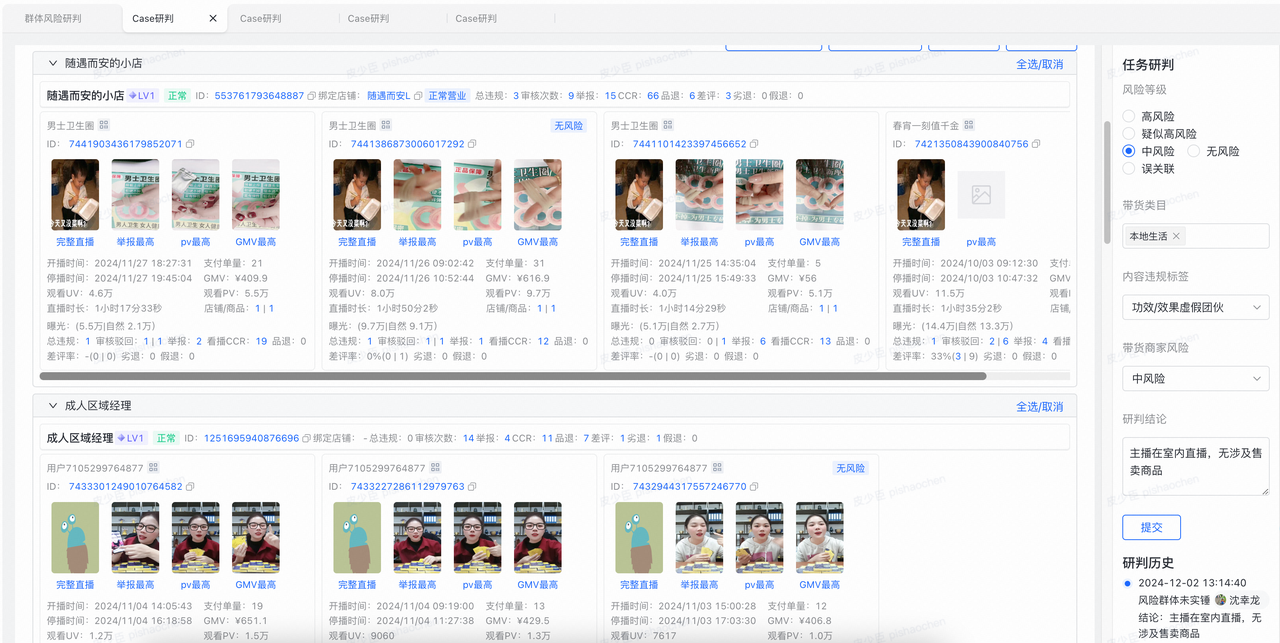 群体风险研判
Case研判 ✕
Case研判
Case研判
Case研判
随遇而安的小店
全选/取消
随遇而安的小店 LV1 正常 ID: 553761793648887 绑定店铺: 随遇而安L 正常营业 总违规: 3 审核次数: 9 举报: 15 CCR: 66 品退: 6 差评: 3 劣退: 0 假退: 0
男士卫生圈
ID: 7441903436179852071
完整直播 举报最高 pv最高 GMV最高
开播时间: 2024/11/27 18:27:31 支付单量: 21
停播时间: 2024/11/27 19:45:04 GMV: ¥409.9
观看UV: 4.6万 观看PV: 5.5万
直播时长: 1小时17分33秒 店铺/商品: 1 | 1
曝光: (5.5万|自然 2.1万)
总违规: 1 审核驳回: 1 | 1 举报: 2 看播CCR: 19 品退: 0
差评率: -(0 | 0) 劣退: 0 假退: 0
男士卫生圈 无风险
ID: 7441386873006017292
完整直播 举报最高 pv最高 GMV最高
开播时间: 2024/11/26 09:02:42 支付单量: 31
停播时间: 2024/11/26 10:52:44 GMV: ¥616.9
观看UV: 8.0万 观看PV: 9.7万
直播时长: 1小时50分2秒 店铺/商品: 1 | 1
曝光: (9.7万|自然 9.1万)
总违规: 1 审核驳回: 1 | 1 举报: 1 看播CCR: 12 品退: 0
差评率: 0%(0 | 1) 劣退: 0 假退: 0
男士卫生圈
ID: 7441101423397456652
完整直播 举报最高 pv最高 GMV最高
开播时间: 2024/11/25 14:35:04 支付单量: 5
停播时间: 2024/11/25 15:49:33 GMV: ¥56
观看UV: 4.0万 观看PV: 5.1万
直播时长: 1小时14分29秒 店铺/商品: 1 | 1
曝光: (5.1万|自然 2.7万)
总违规: 0 审核驳回: 0 | 1 举报: 6 看播CCR: 13 品退: 0
差评率: -(0 | 0) 劣退: 0 假退: 0
春宵一刻值千金
ID: 7421350843900840756
完整直播 pv最高
开播时间: 2024/10/03 09:12:30 支付
停播时间: 2024/10/03 10:47:32 GMV
观看UV: 11.5万 观看
直播时长: 1小时35分2秒 店铺
曝光: (14.4万|自然 13.3万)
总违规: 1 审核驳回: 2 | 6 举报: 4 看播
差评率: 33%(3 | 9) 劣退: 0 假退: 0
成人区域经理
全选/取消
成人区域经理 LV1 正常 ID: 1251695940876696 绑定店铺: - 总违规: 0 审核次数: 14 举报: 4 CCR: 11 品退: 7 差评: 1 劣退: 1 假退: 0
用户7105299764877
ID: 7433301249010764582
完整直播 举报最高 pv最高 GMV最高
开播时间: 2024/11/04 14:05:43 支付单量: 19
停播时间: 2024/11/04 16:18:58 GMV: ¥651.1
观看UV: 1.2万 观看PV: 1.5万
用户7105299764877
ID: 7433227286112979763
完整直播 举报最高 pv最高 GMV最高
开播时间: 2024/11/04 09:19:00 支付单量: 13
停播时间: 2024/11/04 11:27:38 GMV: ¥429.5
观看UV: 9060 观看PV: 1.3万
用户7105299764877 无风险
ID: 7432944317557246770
完整直播 举报最高 pv最高 GMV最高
开播时间: 2024/11/03 15:00:28 支付单量: 12
停播时间: 2024/11/03 17:03:30 GMV: ¥406.8
观看UV: 7617 观看PV: 1.0万
任务研判
风险等级
高风险
疑似高风险
中风险 无风险
误关联
带货类目
本地生活 ✕
内容违规标签
功效/效果虚假团伙
带货商家风险
中风险
研判结论
主播在室内直播，无涉及售
卖商品
提交
研判历史
2024-12-02 13:14:40
风险群体未实锤 沈幸龙
结论: 主播在室内直播，无
涉及售卖商品